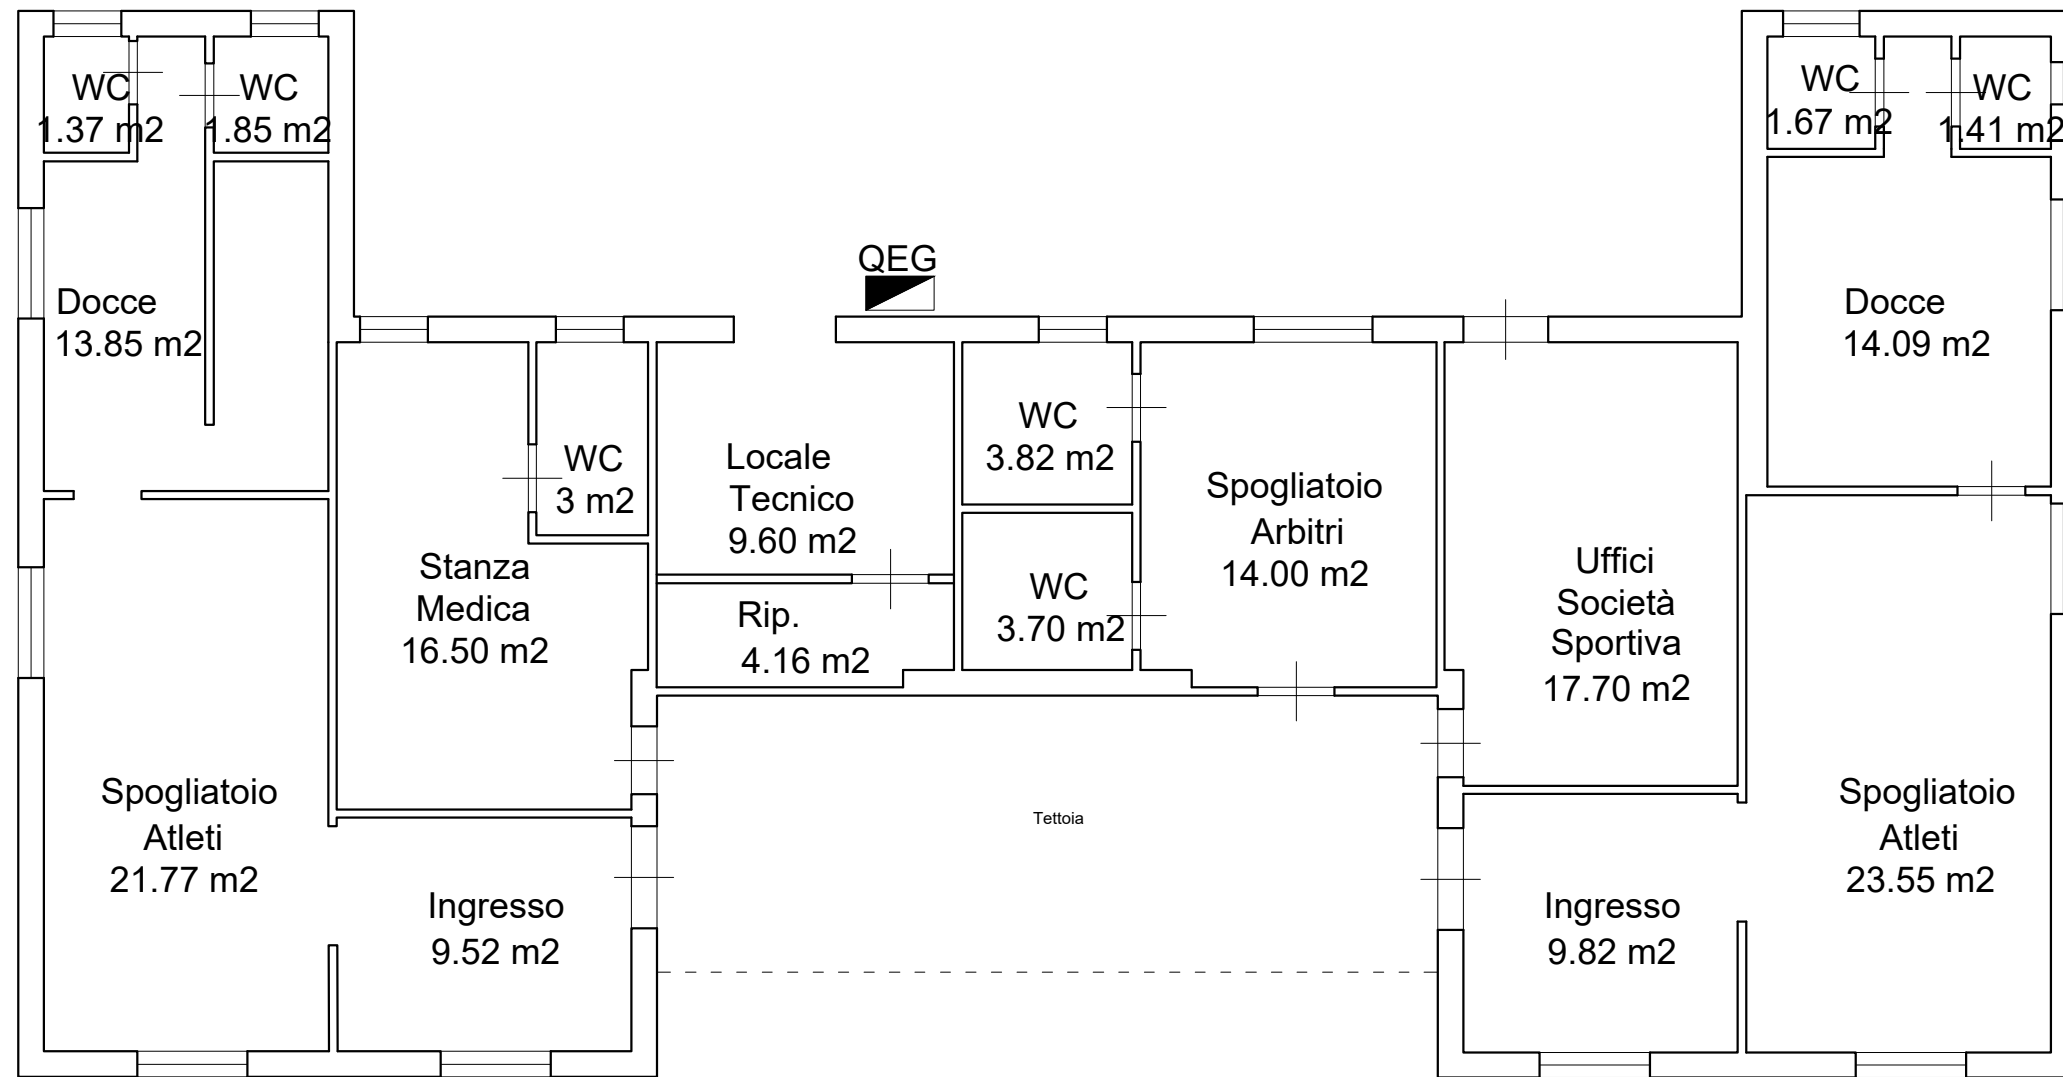 WC
1.37 m2
WC
1.85 m2
WC
1.67 m2
WC
1.41 m2
QEG
Docce
13.85 m2
Docce
14.09 m2
WC
3 m2
Locale
Tecnico
9.60 m2
WC
3.82 m2
Spogliatoio
Arbitri
14.00 m2
Stanza
Medica
16.50 m2
Rip.
4.16 m2
WC
3.70 m2
Uffici
Società
Sportiva
17.70 m2
Spogliatoio
Atleti
21.77 m2
Ingresso
9.52 m2
Tettoia
Ingresso
9.82 m2
Spogliatoio
Atleti
23.55 m2